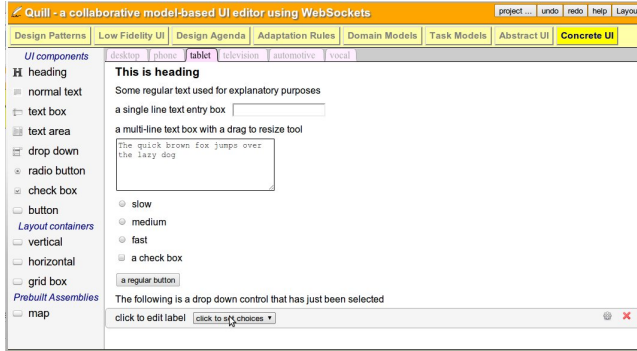 Quill - a collaborative model-based UI editor using WebSockets
project ... undo redo help Layou
Design Patterns Low Fidelity UI Design Agenda Adaptation Rules Domain Models Task Models Abstract UI Concrete UI
UI components
desktop phone tablet television automotive vocal
H heading
This is heading
normal text
Some regular text used for explanatory purposes
text box
a single line text entry box
text area
a multi-line text box with a drag to resize tool
The quick brown fox jumps over
the lazy dog
drop down
radio button
check box
slow
button
medium
Layout containers
vertical
fast
horizontal
a check box
grid box
a regular button
Prebuilt Assemblies
The following is a drop down control that has just been selected
map
click to edit label click to set choices